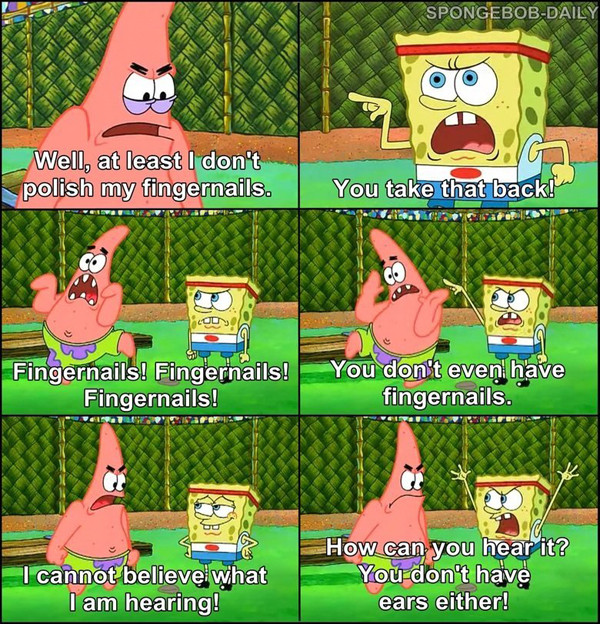 SPONGEBOB-DAILY
Well, at least I don't
polish my fingernails.
You take that back!
Fingernails! Fingernails!
Fingernails!
You don't even have
fingernails.
I cannot believe what
I am hearing!
How can you hear it?
You don't have
ears either!